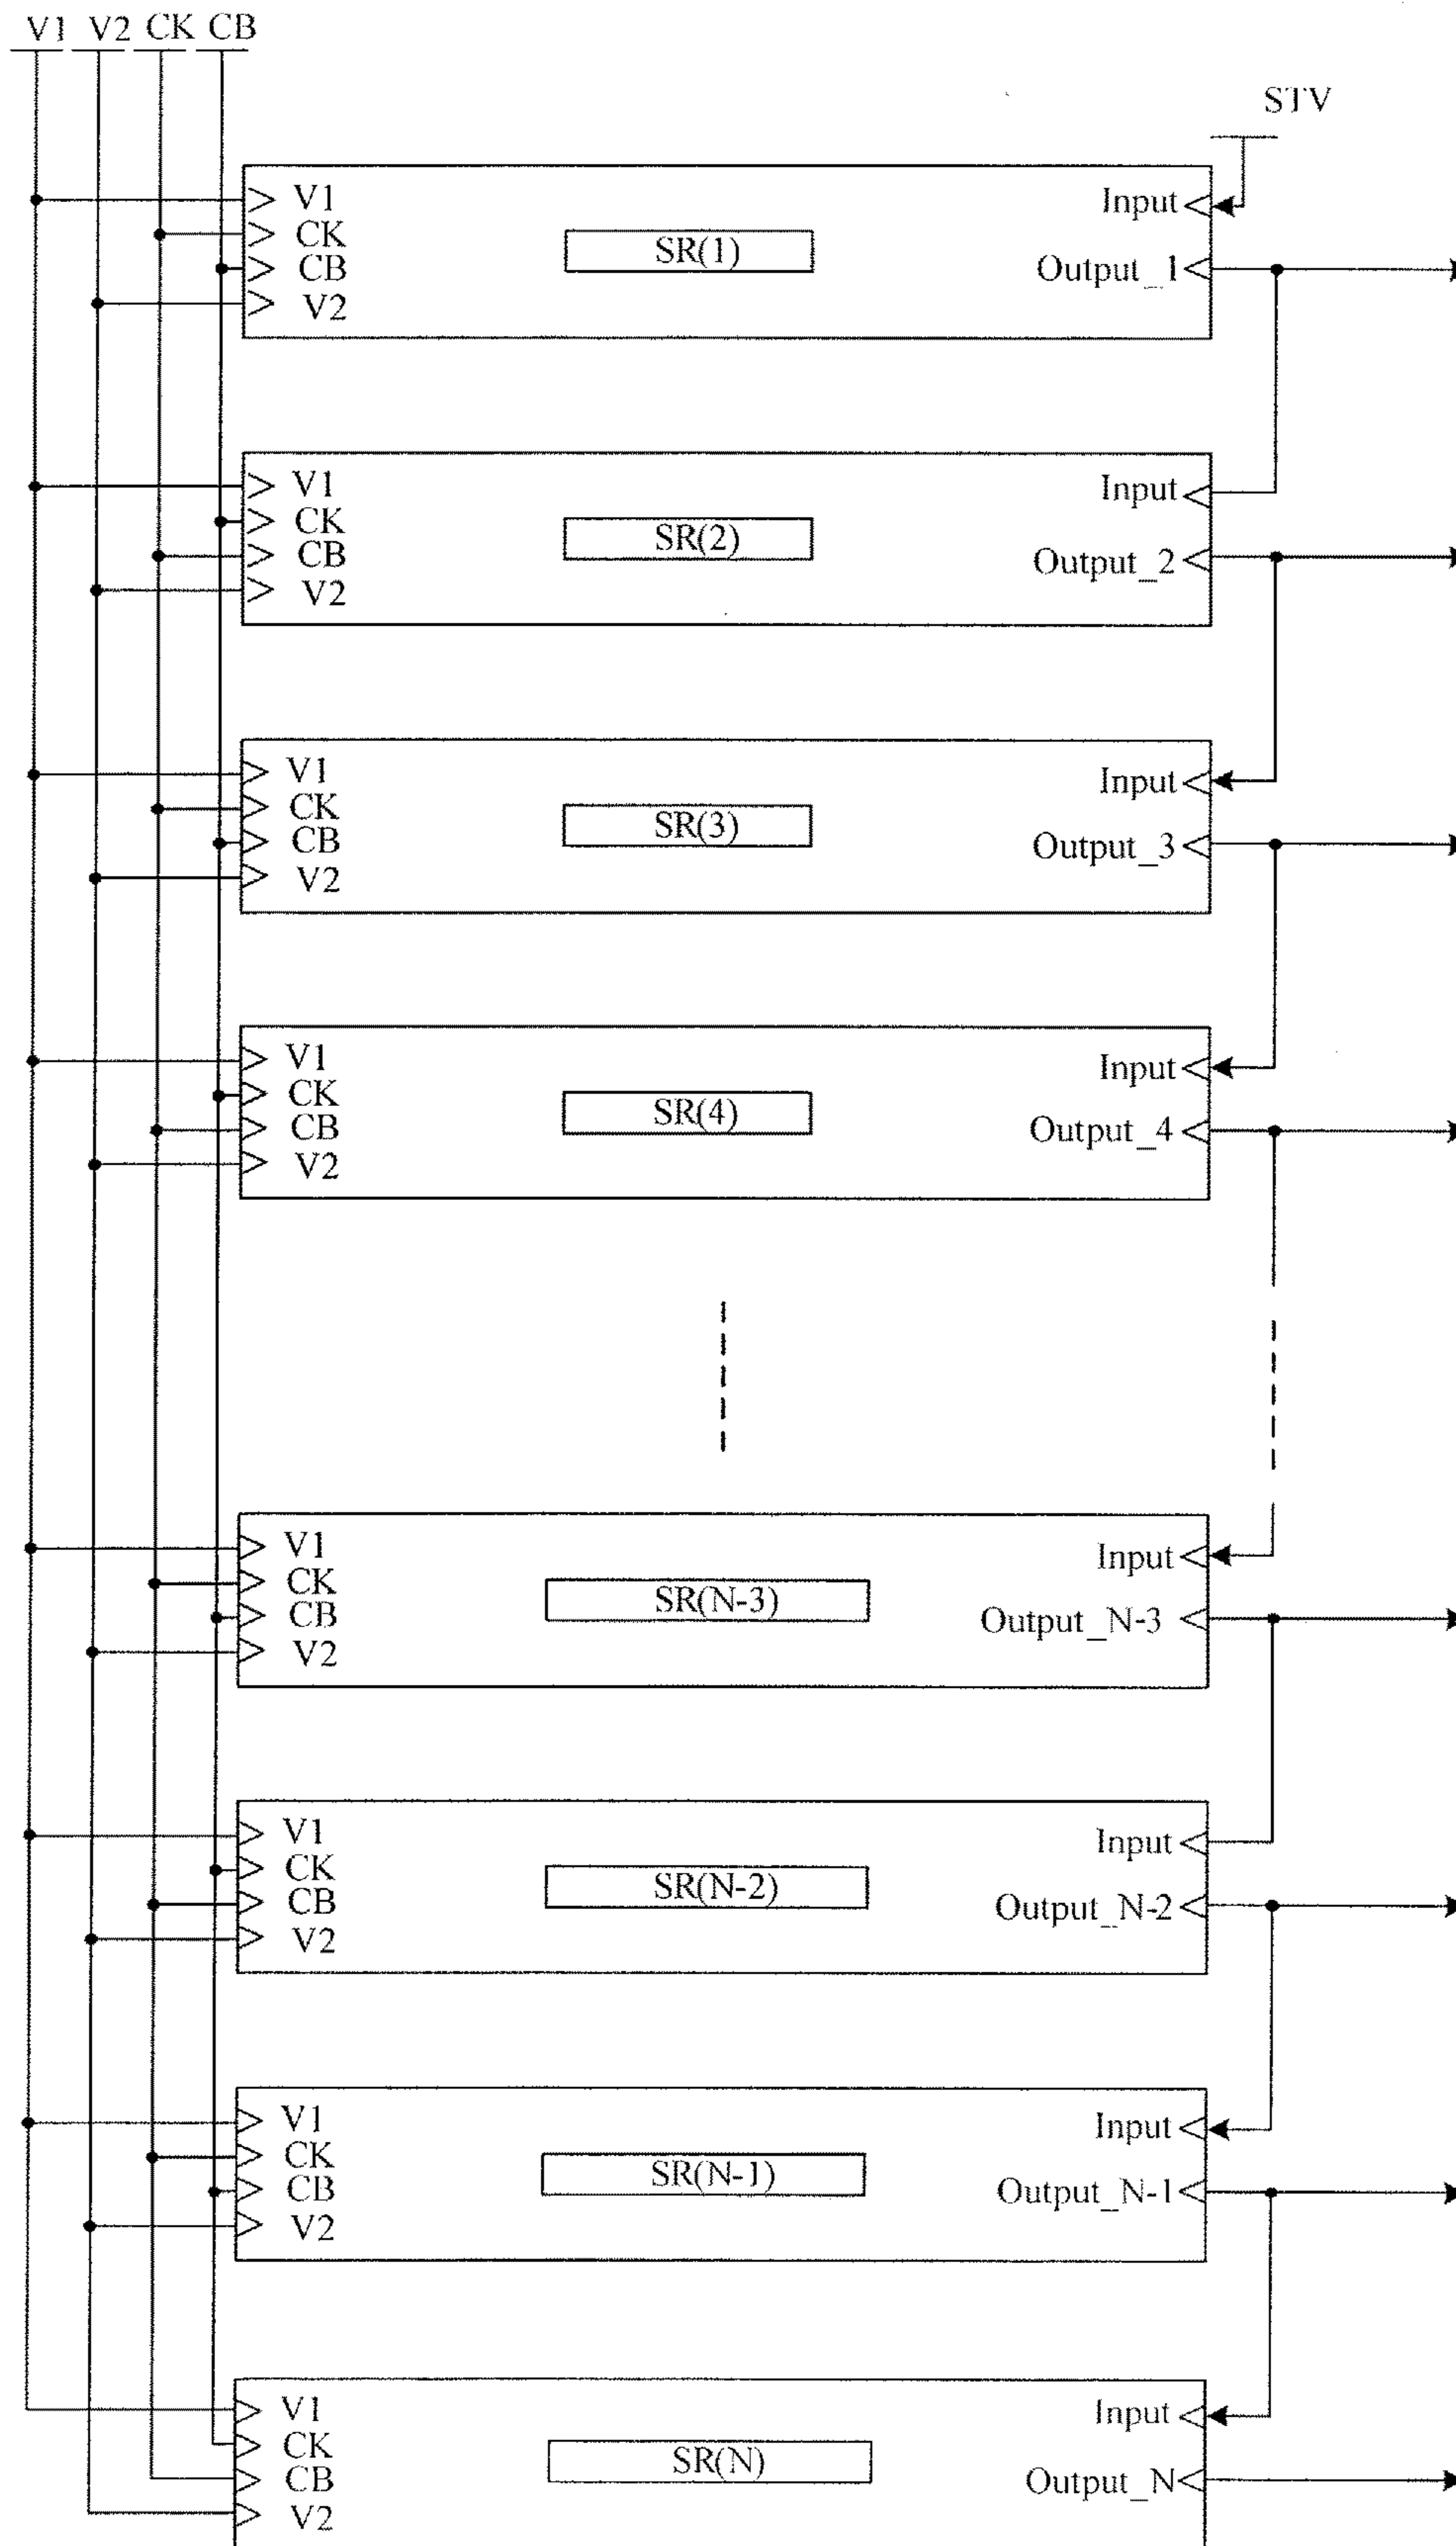 V1 V2 CK CB
STV
V1
CK
CB
V2
SR(1)
Input
Output_1
V1
CK
CB
V2
SR(2)
Input
Output_2
V1
CK
CB
V2
SR(3)
Input
Output_3
V1
CK
CB
V2
SR(4)
Input
Output_4
V1
CK
CB
V2
SR(N-3)
Input
Output_N-3
V1
CK
CB
V2
SR(N-2)
Input
Output_N-2
V1
CK
CB
V2
SR(N-1)
Input
Output_N-1
V1
CK
CB
V2
SR(N)
Input
Output_N